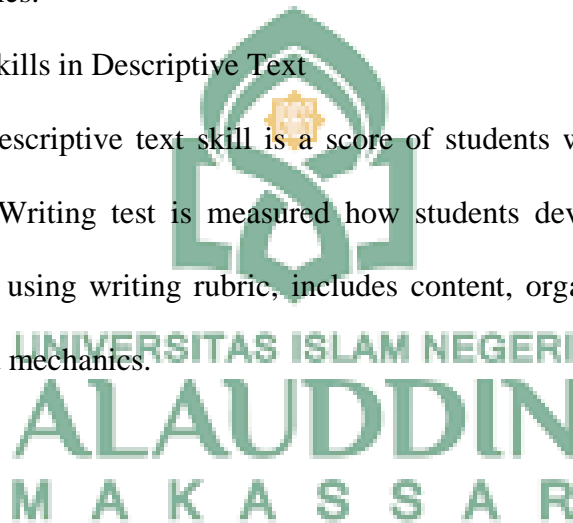 kills in Descriptive Text
escriptive text skill is a score of students w
Writing test is measured how students dev
using writing rubric, includes content, orga
mechanics.
UNIVERSITAS ISLAM NEGERI
ALAUDDIN
MAKASSAR